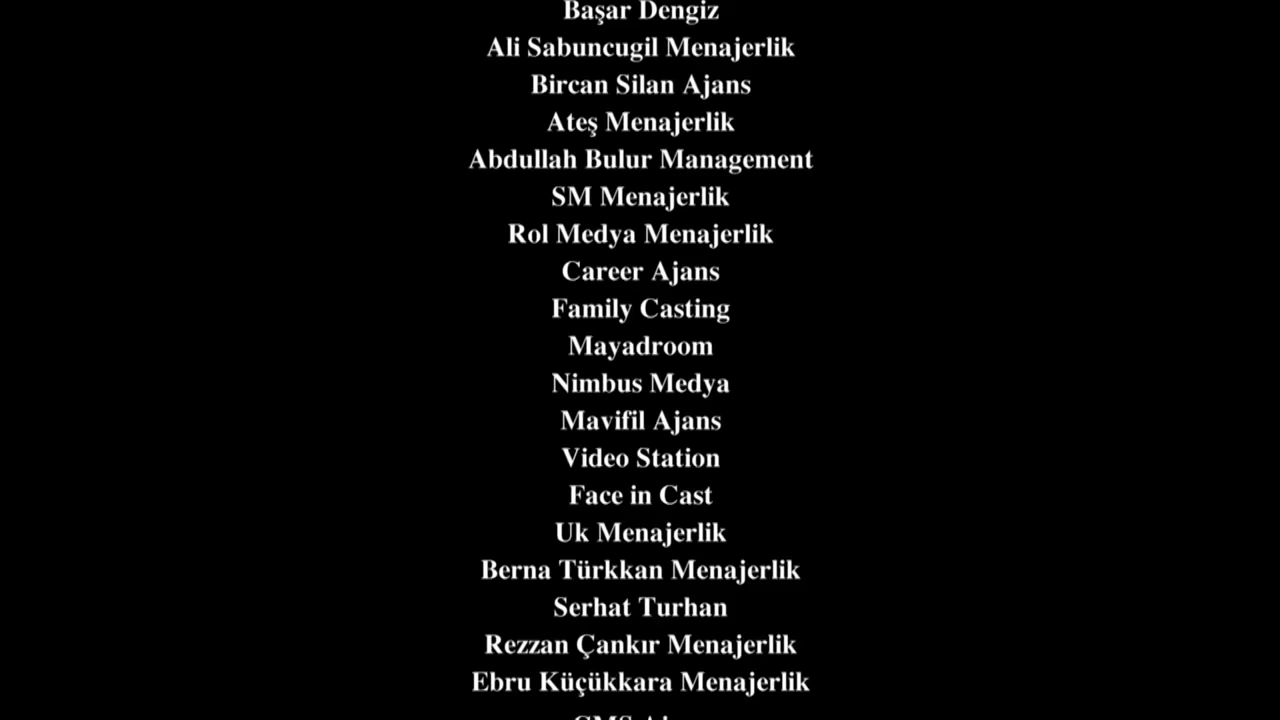 Başar Dengiz
Ali Sabuncugil Menajerlik
Bircan Silan Ajans
Ateş Menajerlik
Abdullah Bulur Management
SM Menajerlik
Rol Medya Menajerlik
Career Ajans
Family Casting
Mayadroom
Nimbus Medya
Mavifil Ajans
Video Station
Face in Cast
Uk Menajerlik
Berna Türkkan Menajerlik
Serhat Turhan
Rezzan Çankır Menajerlik
Ebru Küçükkara Menajerlik